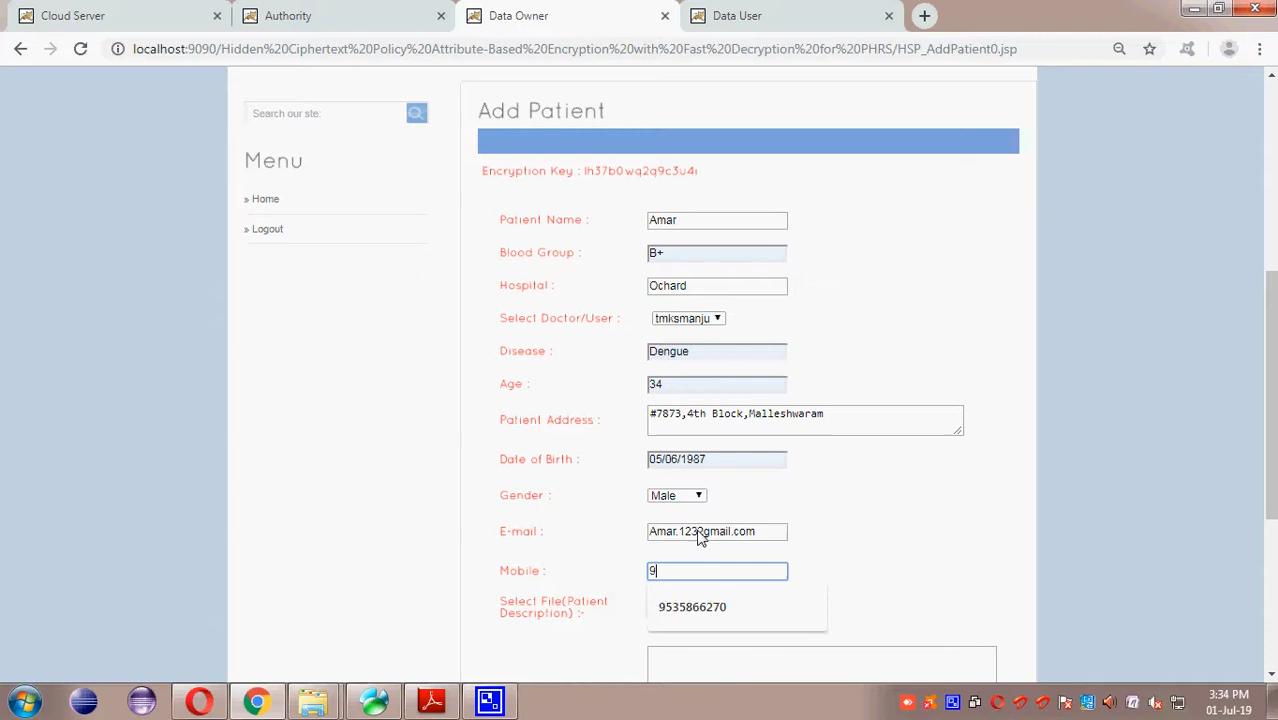 Cloud Server
Authority
Data Owner
Data User
localhost:9090/Hidden%20Ciphertext%20Policy%20Attribute-Based%20Encryption%20with%20Fast%20Decryption%20for%20PHRS/HSP_AddPatient0.jsp
Search our site:
Menu
» Home
» Logout
Add Patient
Encryption Key : lh37b0wq2q9c3u4i
Patient Name : Amar
Blood Group : B+
Hospital : Ochard
Select Doctor/User : tmksmanju
Disease : Dengue
Age : 34
Patient Address : #7873,4th Block,Malleshwaram
Date of Birth : 05/06/1987
Gender : Male
E-mail : Amar.123?gmail.com
Mobile : 9
9535866270
Select File(Patient
Description) :-
3:34 PM
01-Jul-19